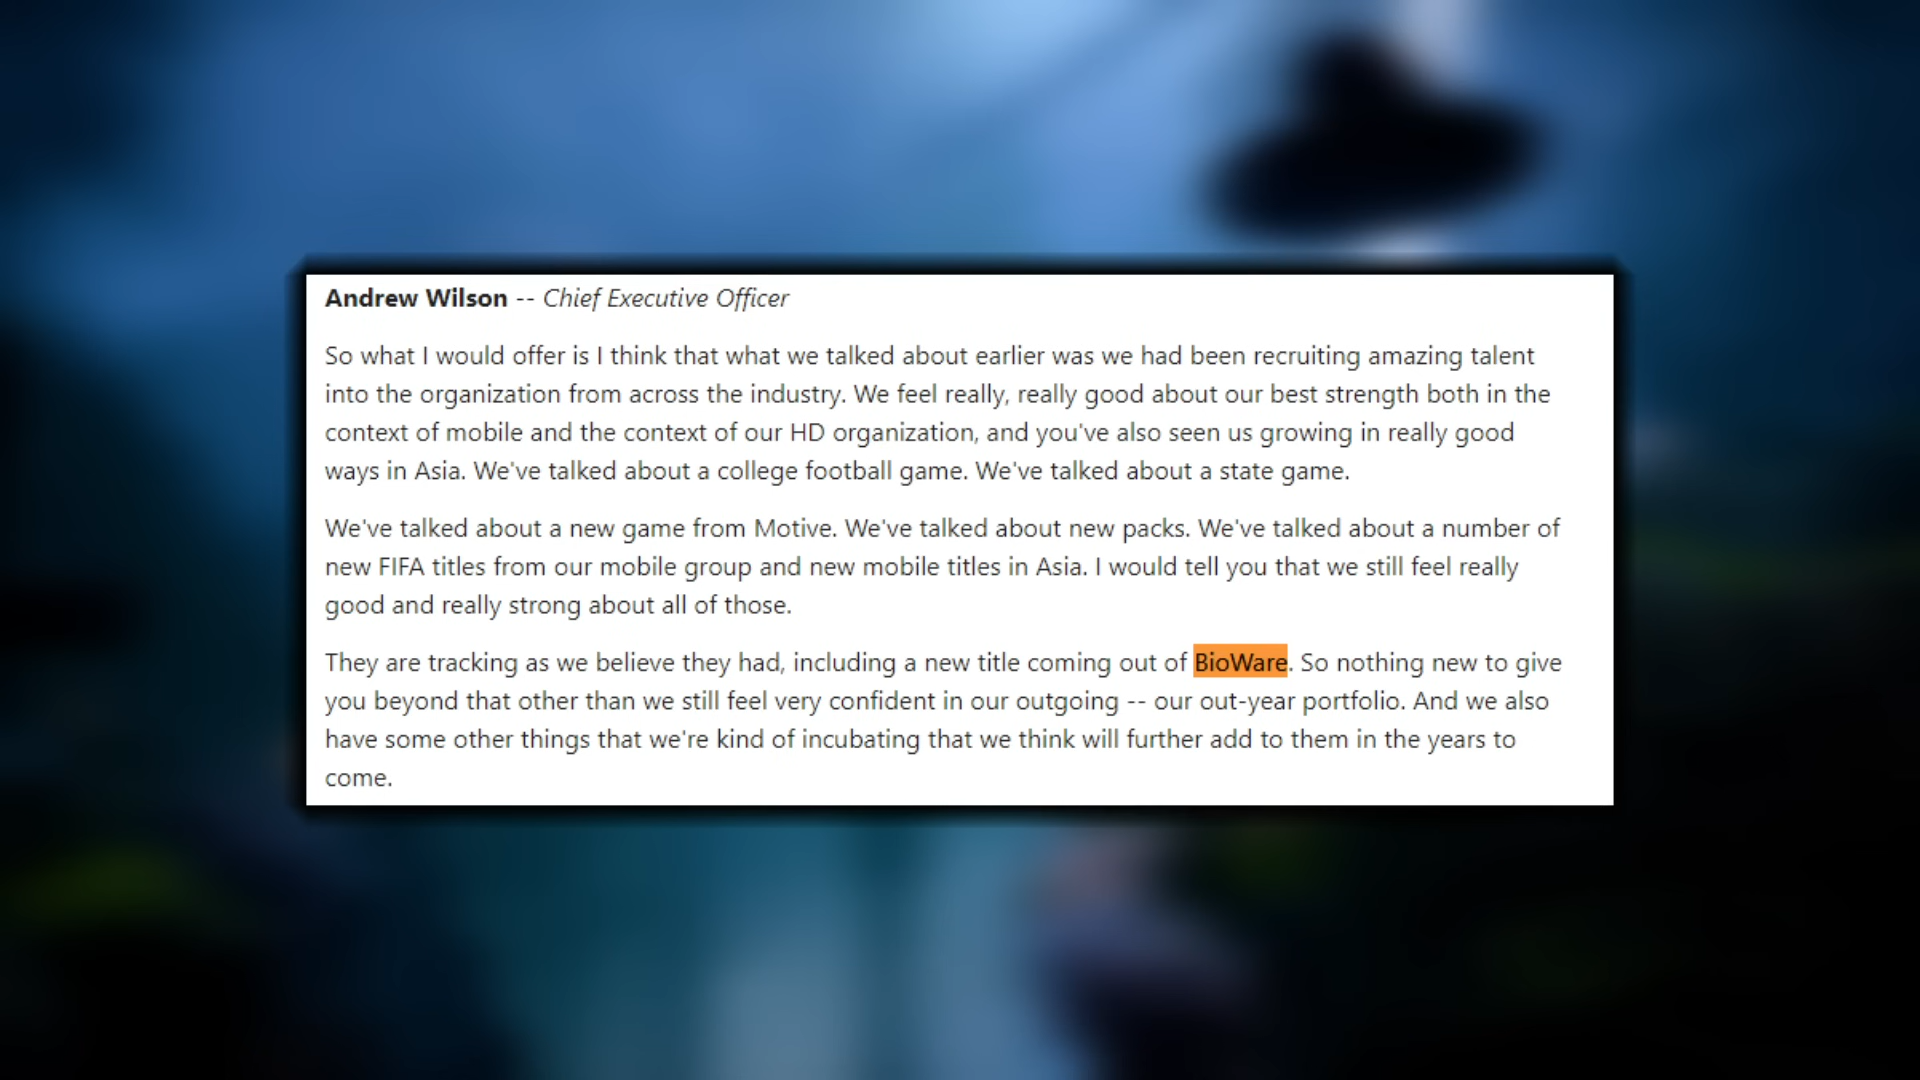 Andrew Wilson -- Chief Executive Officer
So what I would offer is I think that what we talked about earlier was we had been recruiting amazing talent
into the organization from across the industry. We feel really, really good about our best strength both in the
context of mobile and the context of our HD organization, and you've also seen us growing in really good
ways in Asia. We've talked about a college football game. We've talked about a state game.
We've talked about a new game from Motive. We've talked about new packs. We've talked about a number of
new FIFA titles from our mobile group and new mobile titles in Asia. I would tell you that we still feel really
good and really strong about all of those.
They are tracking as we believe they had, including a new title coming out of BioWare. So nothing new to give
you beyond that other than we still feel very confident in our outgoing -- our out-year portfolio. And we also
have some other things that we're kind of incubating that we think will further add to them in the years to
come.